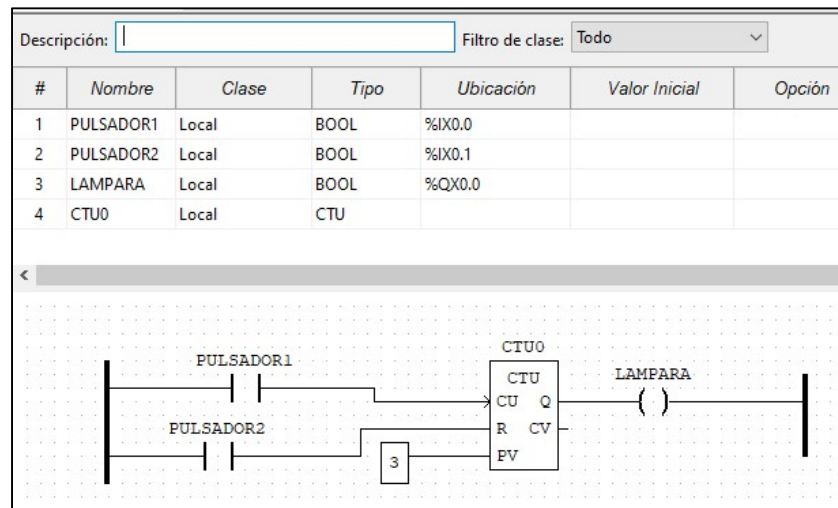 Descripción: Filtro de clase: Todo
# Nombre Clase Tipo Ubicación Valor Inicial Opción
1 PULSADOR1 Local BOOL %IX0.0
2 PULSADOR2 Local BOOL %IX0.1
3 LAMPARA Local BOOL %QX0.0
4 CTU0 Local CTU
CTU0
PULSADOR1 CTU LAMPARA
CU Q
PULSADOR2 R CV
3 PV